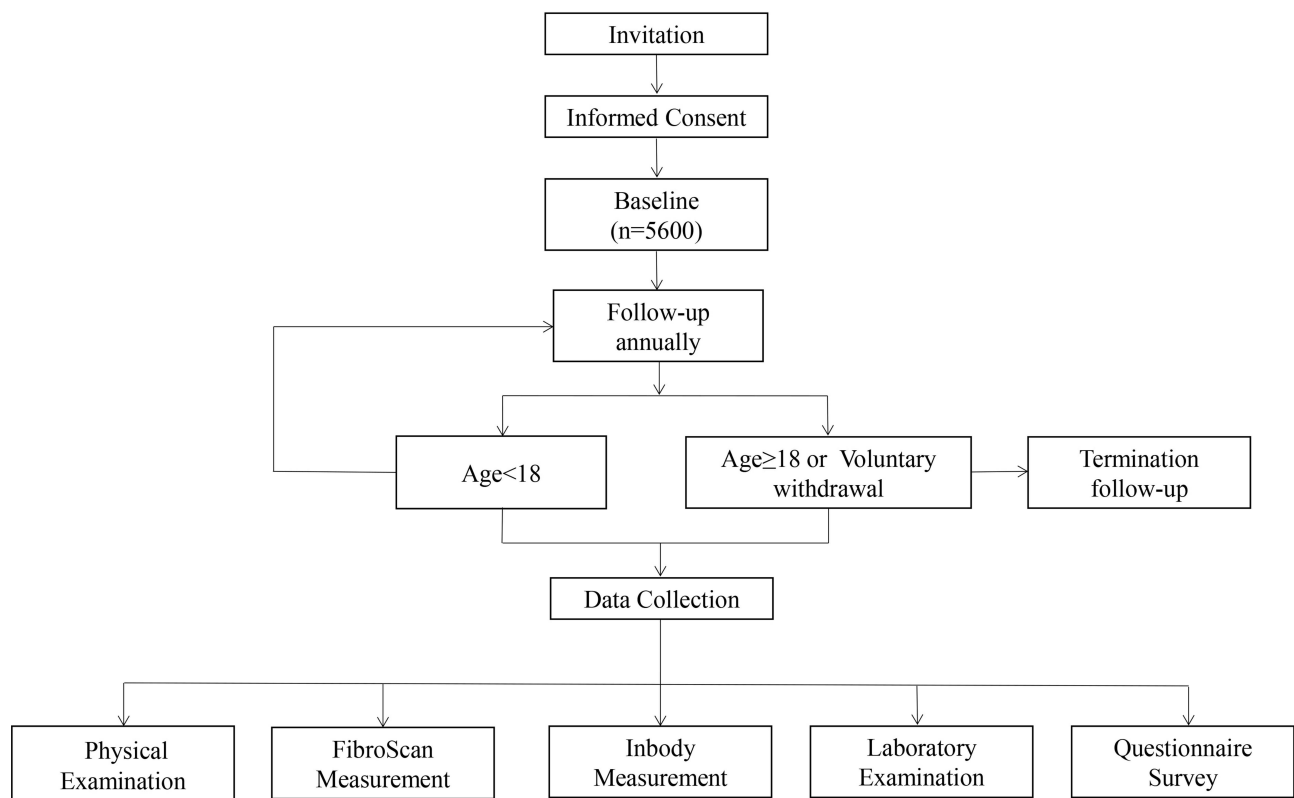 Invitation
Informed Consent
Baseline
(n=5600)
Follow-up
annually
Age<18
Age≥18 or Voluntary
withdrawal
Termination
follow-up
Data Collection
Physical
Examination
FibroScan
Measurement
Inbody
Measurement
Laboratory
Examination
Questionnaire
Survey